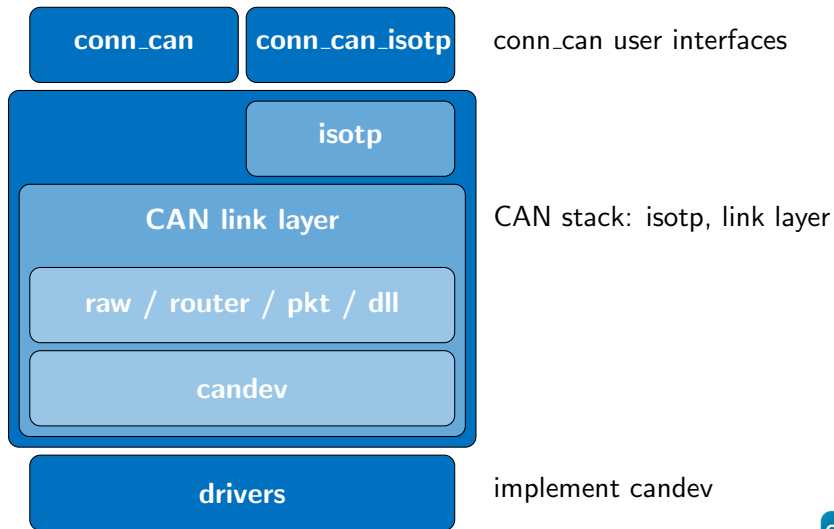 conn_can conn_can_isotp conn_can user interfaces
isotp
CAN link layer CAN stack: isotp, link layer
raw / router / pkt / dll
candev
drivers implement candev